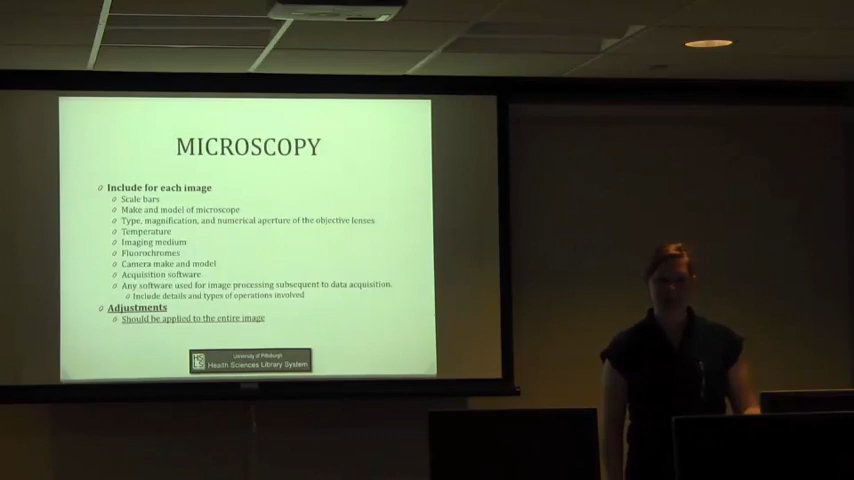 MICROSCOPY
Include for each image
Scale bars
Make and model of microscope
Type, magnification, and numerical aperture of the objective lenses
Temperature
Imaging medium
Fluorochromes
Camera make and model
Acquisition software
Any software used for image processing subsequent to data acquisition.
Include details and types of operations involved
Adjustments
Should be applied to the entire image
University of Pittsburgh
Health Sciences Library System